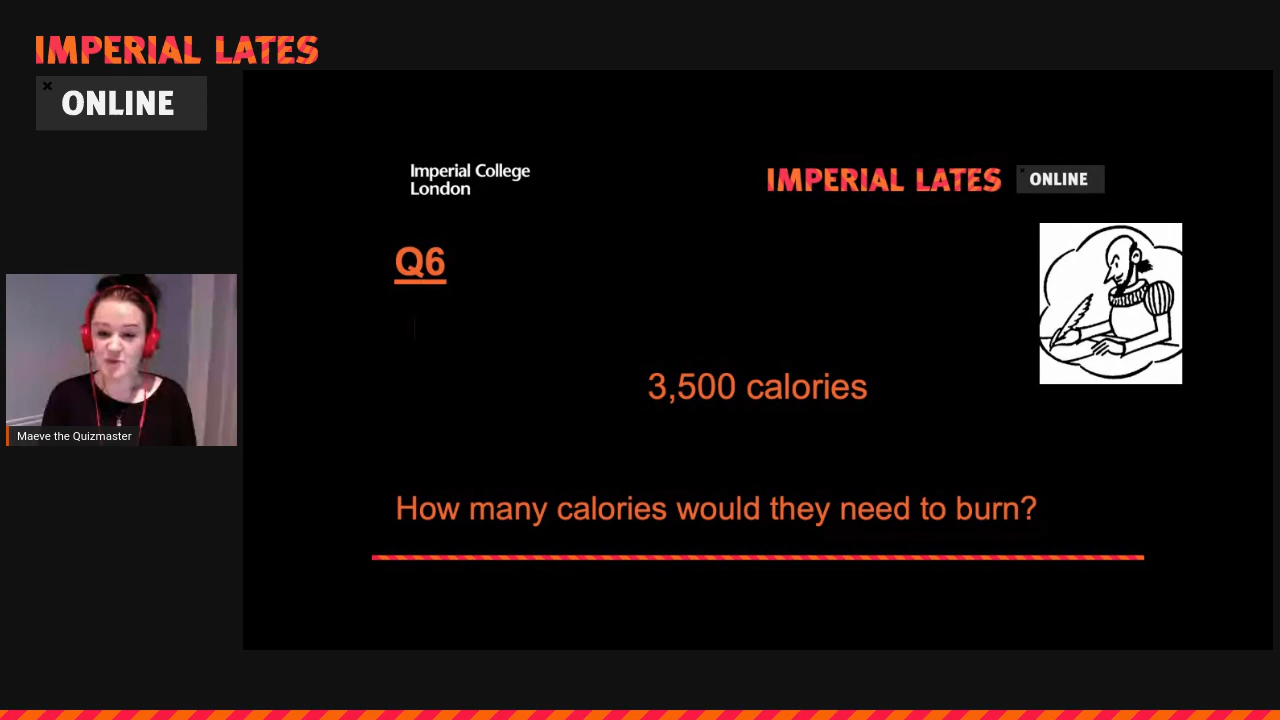 IMPERIAL LATES
ONLINE
Imperial College
London
IMPERIAL LATES ONLINE
Q6
3,500 calories
Maeve the Quizmaster
How many calories would they need to burn?